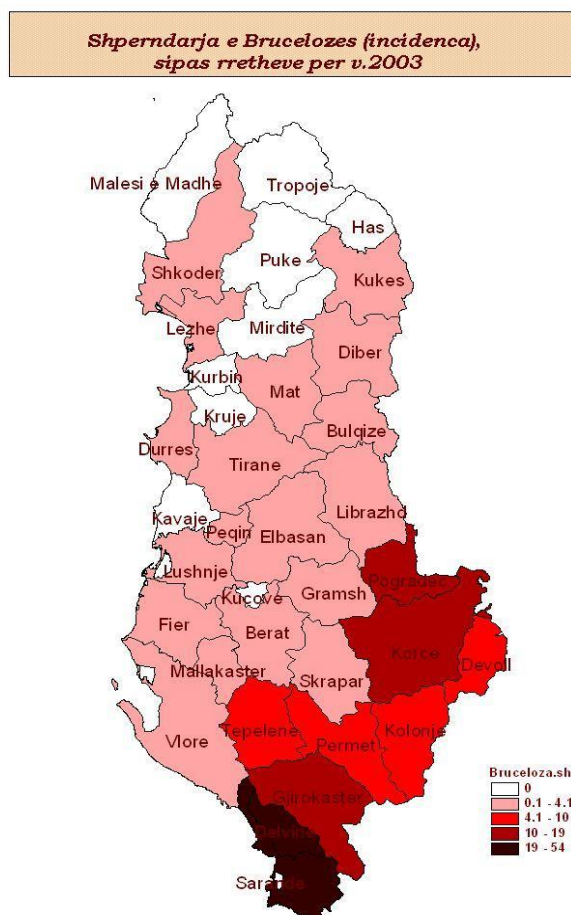 Shperndarja e Brucelozes (incidenca),
sipas rretheve per v.2003
Malesi e Madhe
Tropoje
Has
Puke
Shkoder
Kukes
Lezhe
Mirdite
Diber
Kurbin
Mat
Kruje
Bulqize
Durres
Tirane
Librazhd
Kavaje
Peqin
Elbasan
Lushnje
Pogradec
Gramsh
Kucove
Fier
Berat
Korce
Devoll
Mallakaster
Skrapar
Tepelene
Kolonje
Vlore
Permet
Gjirokaster
Delvine
Sarande
Bruceloza.sh
0
0.1 - 4.1
4.1 - 10
10 - 19
19 - 54